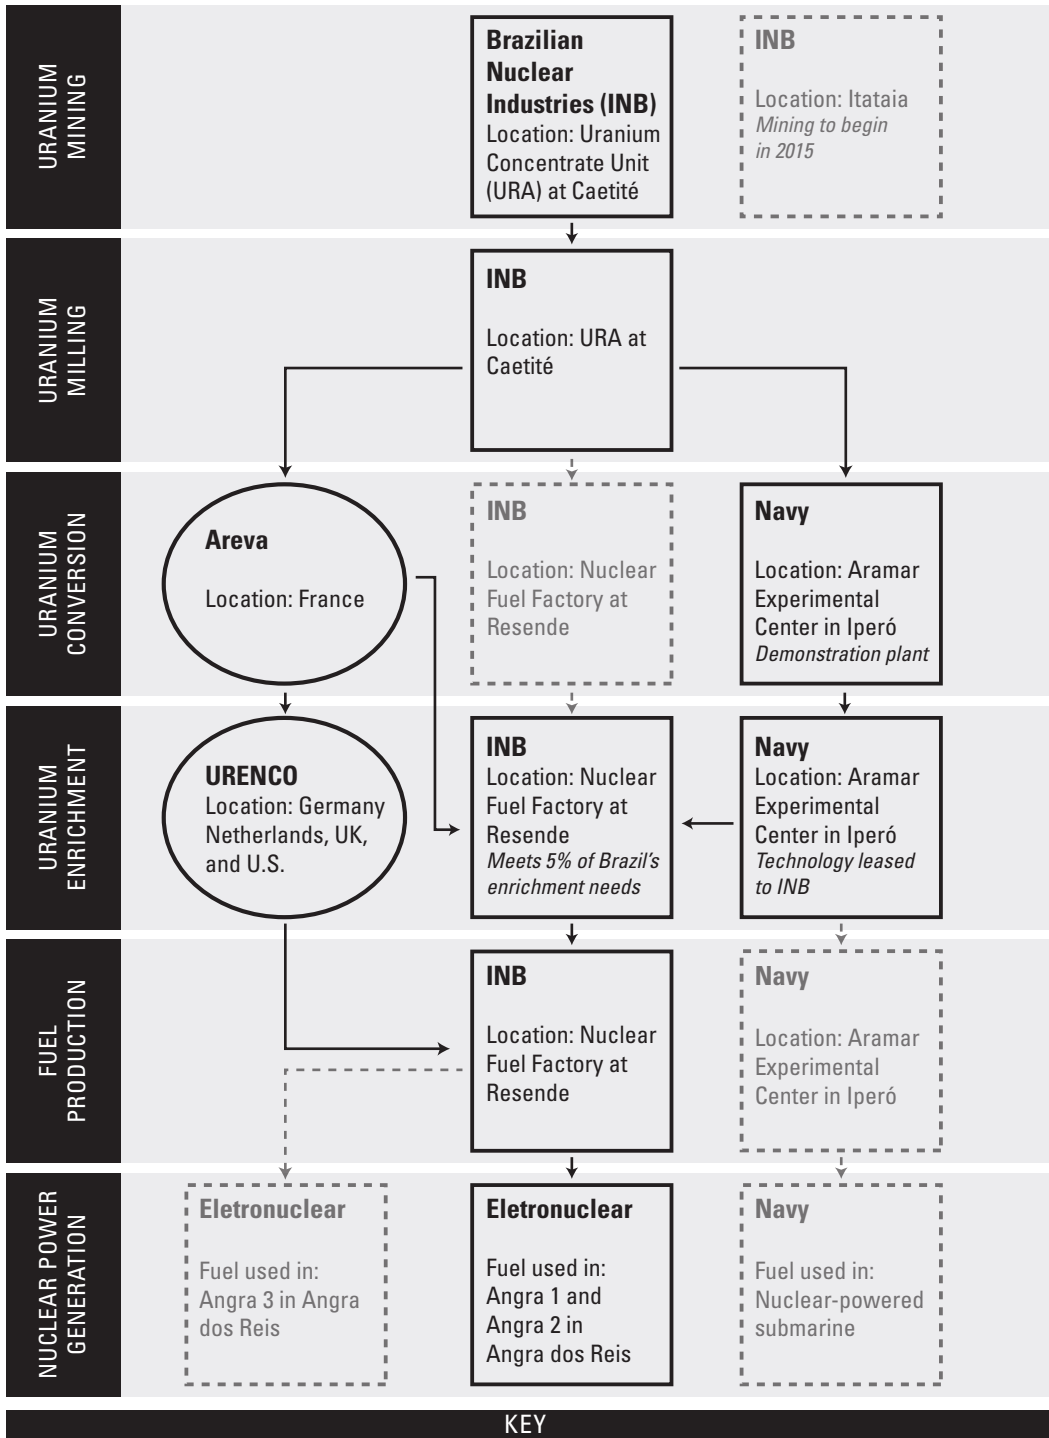 URANIUM
MINING
Brazilian
Nuclear
Industries (INB)
Location: Uranium
Concentrate Unit
(URA) at Caetité
INB
Location: Itataia
Mining to begin
in 2015
URANIUM
MILLING
INB
Location: URA at
Caetité
URANIUM
CONVERSION
Areva
Location: France
INB
Location: Nuclear
Fuel Factory at
Resende
Navy
Location: Aramar
Experimental
Center in Iperó
Demonstration plant
URANIUM
ENRICHMENT
URENCO
Location: Germany
Netherlands, UK,
and U.S.
INB
Location: Nuclear
Fuel Factory at
Resende
Meets 5% of Brazil's
enrichment needs
Navy
Location: Aramar
Experimental
Center in Iperó
Technology leased
to INB
FUEL
PRODUCTION
INB
Location: Nuclear
Fuel Factory at
Resende
Navy
Location: Aramar
Experimental
Center in Iperó
NUCLEAR POWER
GENERATION
Eletronuclear
Fuel used in:
Angra 3 in Angra
dos Reis
Eletronuclear
Fuel used in:
Angra 1 and
Angra 2 in
Angra dos Reis
Navy
Fuel used in:
Nuclear-powered
submarine
KEY